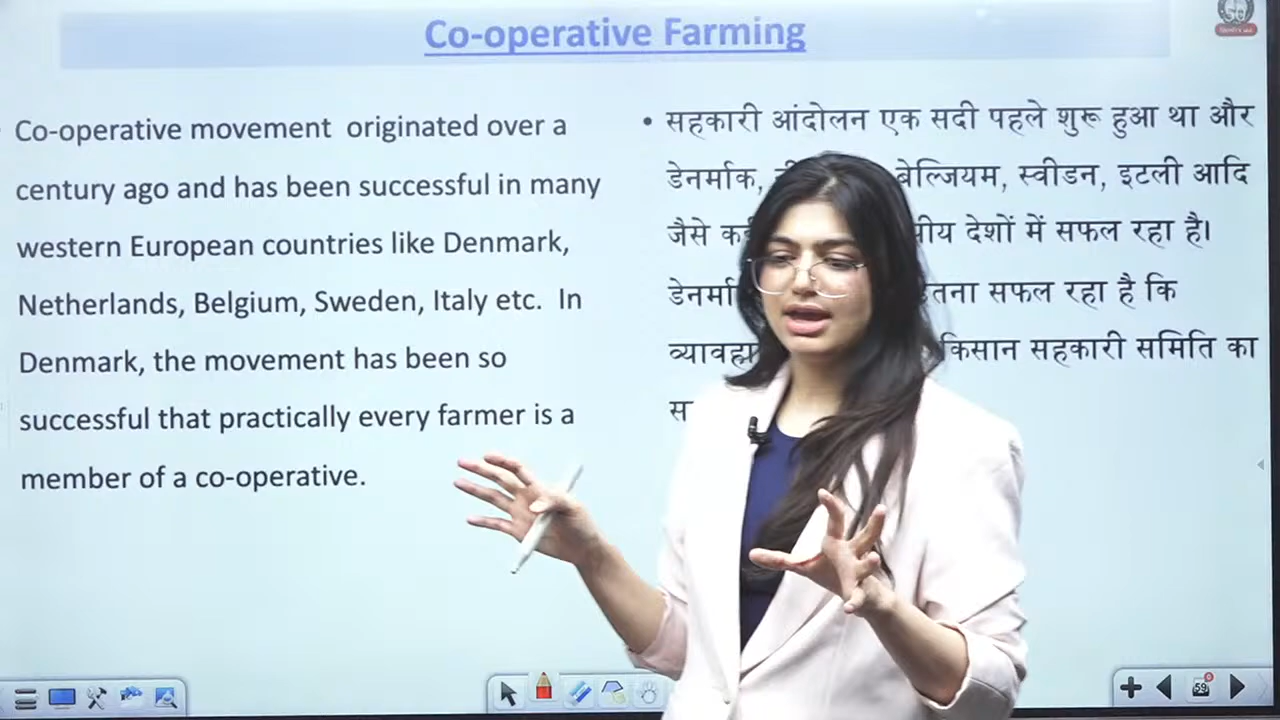 Co-operative Farming
Co-operative movement originated over a
century ago and has been successful in many
western European countries like Denmark,
Netherlands, Belgium, Sweden, Italy etc. In
Denmark, the movement has been so
successful that practically every farmer is a
member of a co-operative.
• सहकारी आंदोलन एक सदी पहले शुरू हुआ था और
डेनमार्क, बेल्जियम, स्वीडन, इटली आदि
जैसे देशों में सफल रहा है।
सफल रहा है कि
किसान सहकारी समिति का
59